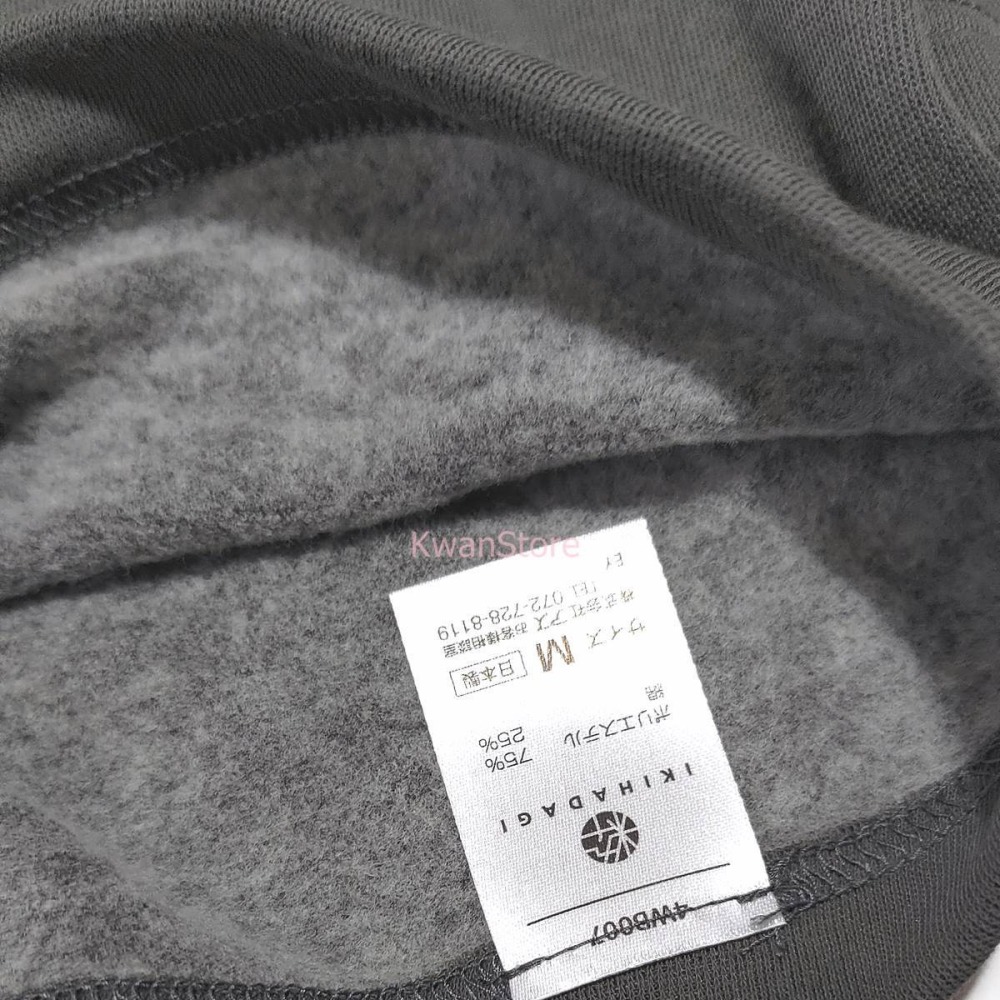 KwanStore
4WB007
IKIHADAGI
ポリエステル 75%
綿 25%
サイズ M 日本製
株式会社アズ お客様相談室
TEL 072-728-8119
EY